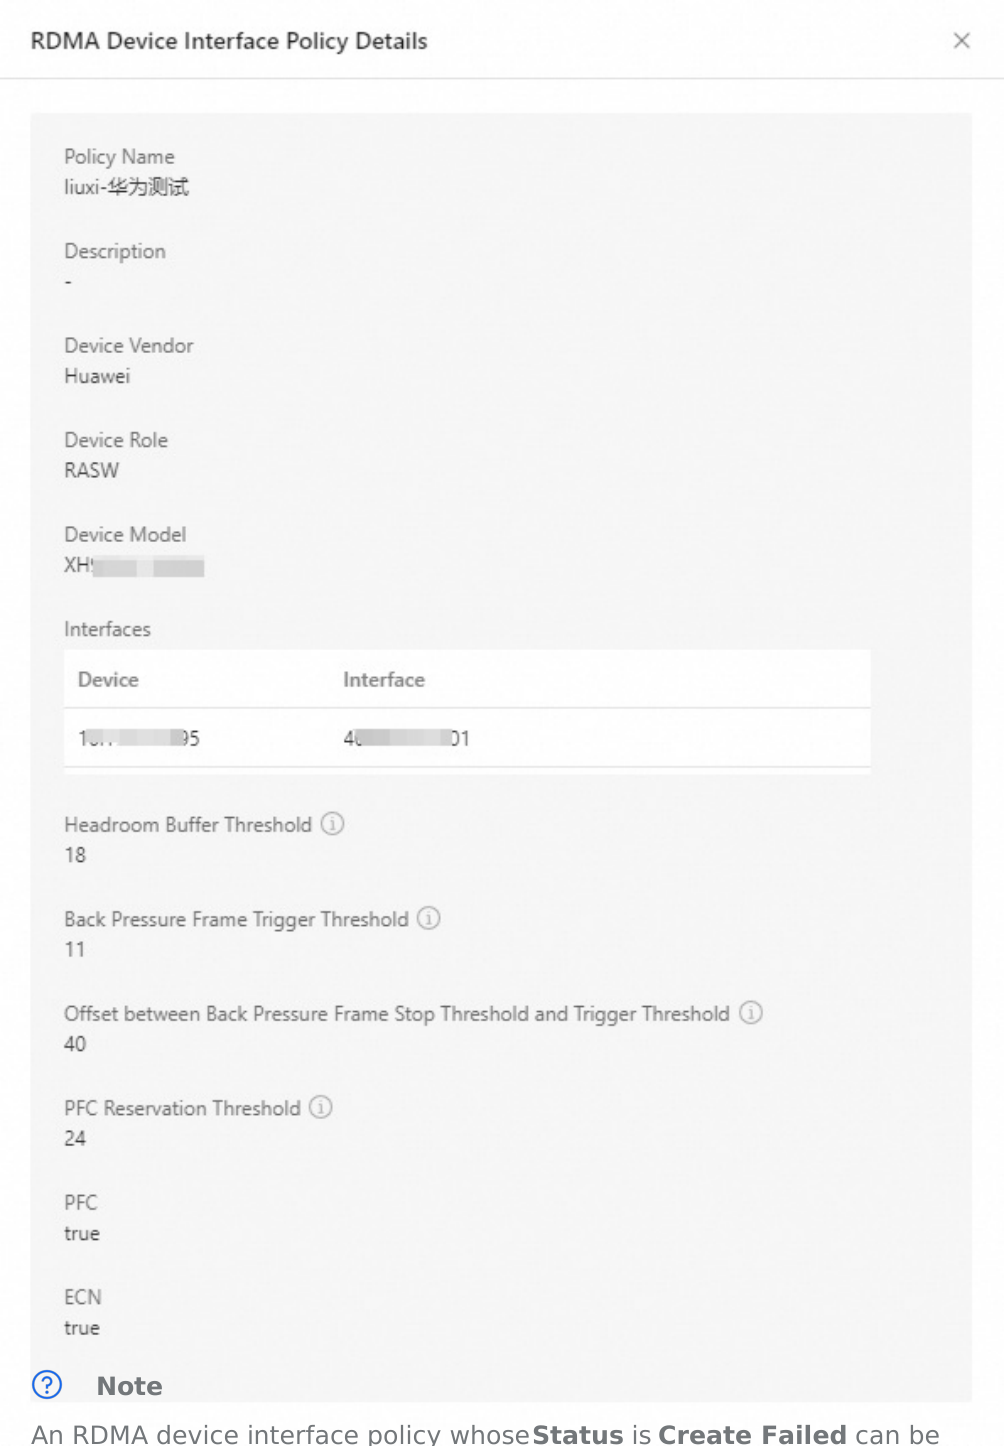 RDMA Device Interface Policy Details
Policy Name
liuxi-华为测试
Description
-
Device Vendor
Huawei
Device Role
RASW
Device Model
Interfaces
Device Interface
Headroom Buffer Threshold
18
Back Pressure Frame Trigger Threshold
11
Offset between Back Pressure Frame Stop Threshold and Trigger Threshold
40
PFC Reservation Threshold
24
PFC
true
ECN
true
Note
An RDMA device interface policy whose Status is Create Failed can be